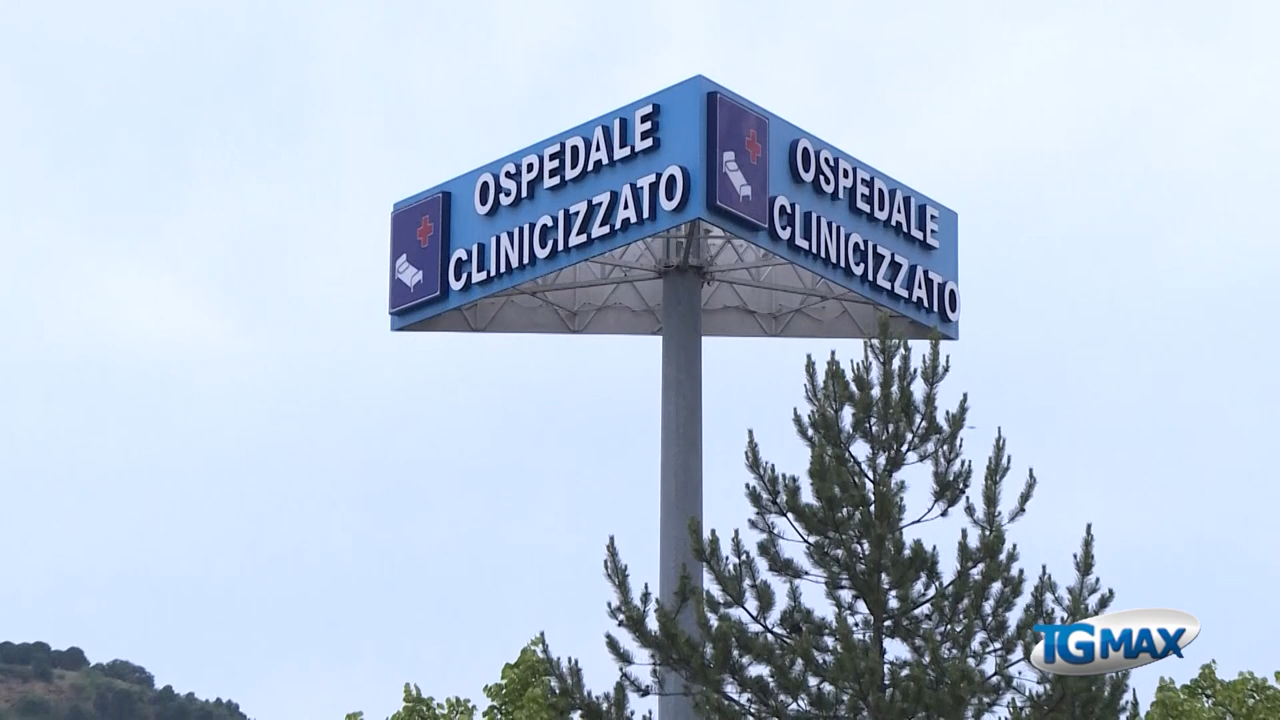 OSPEDALE
CLINICIZZATO
OSPEDALE
CLINICIZZATO
TGMAX